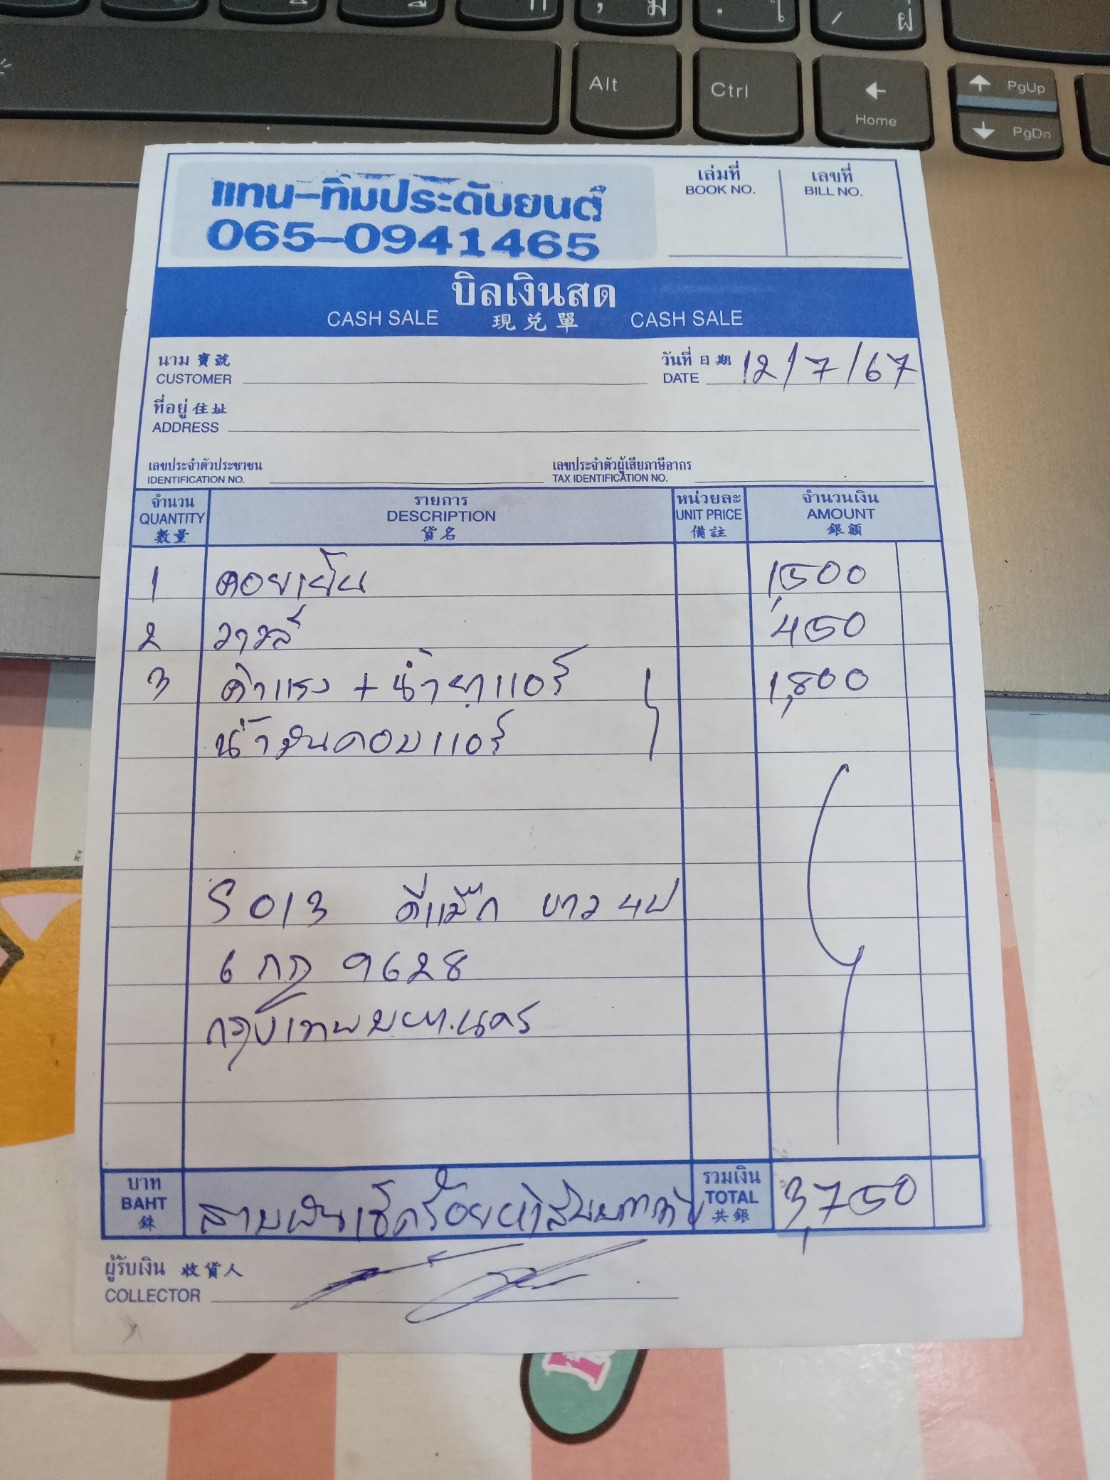 Alt
Ctrl
Home
PgUp
PgDn
แทน-ทิมประดับยนต์
065-0941465
เล่มที่
BOOK NO.
เลขที่
BILL NO.
บิลเงินสด
CASH SALE 現兌單 CASH SALE
นาม 寶號
CUSTOMER
วันที่ 日期
DATE 12/7/67
ที่อยู่ 住址
ADDRESS
เลขประจำตัวประชาชน
IDENTIFICATION NO.
เลขประจำตัวผู้เสียภาษีอากร
TAX IDENTIFICATION NO.
จำนวน รายการ หน่วยละ จำนวนเงิน
QUANTITY DESCRIPTION UNIT PRICE AMOUNT
數量 貨名 備註 銀額
1 คอยเย็น 1,500
2 วาวล์ 450
3 ค่าแรง + น้ำยาแอร์ 1,800
น้ำมันคอมแอร์
5013 ดีแม็ก ขาว 4ป
6 กฎ 9628
กรุงเทพมหานคร
บาท
BAHT
銖
สามพันเจ็ดร้อยห้าสิบบาท
รวมเงิน
TOTAL 3,750
共銀
ผู้รับเงิน 收貨人
COLLECTOR